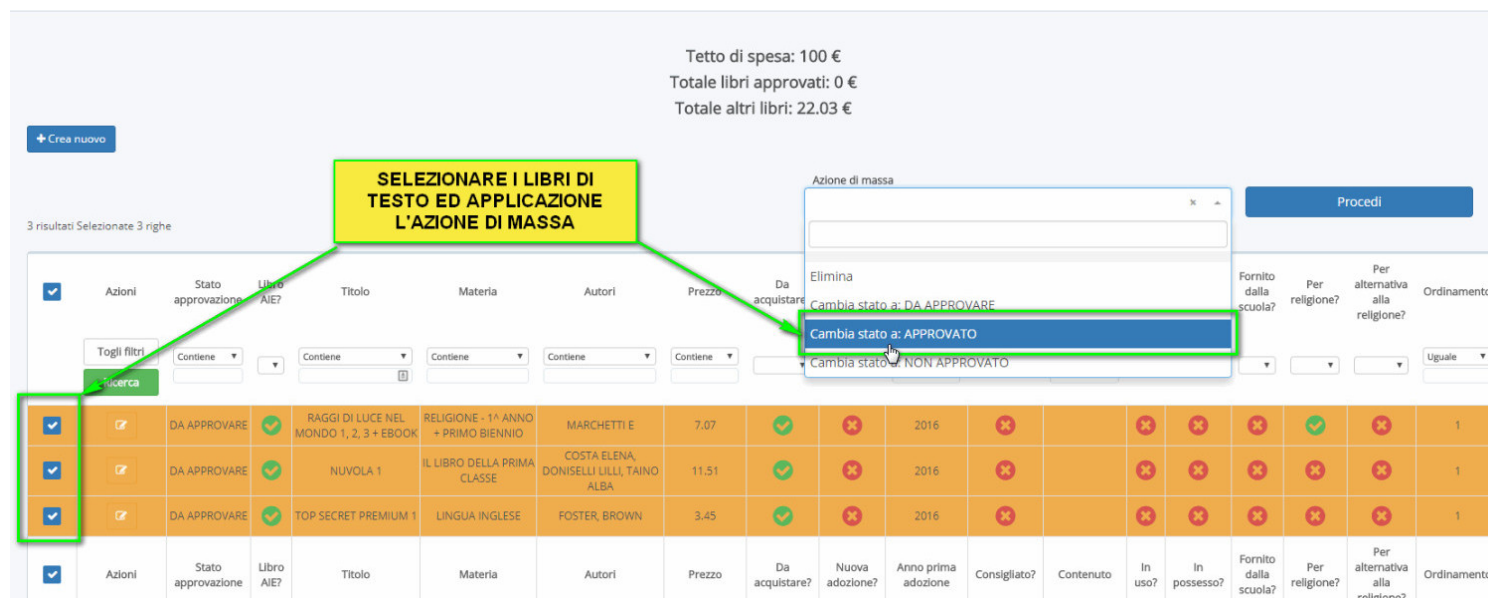 Tetto di spesa: 100 €
Totale libri approvati: 0 €
Totale altri libri: 22.03 €
+ Crea nuovo
SELEZIONARE I LIBRI DI
TESTO ED APPLICAZIONE
L'AZIONE DI MASSA
Azione di massa
Procedi
3 risultati Selezionate 3 righe
Elimina
Cambia stato a: DA APPROVARE
Cambia stato a: APPROVATO
Cambia stato a: NON APPROVATO
Azioni Stato approvazione Libro AIE? Titolo Materia Autori Prezzo Da acquistare Fornito dalla scuola? Per religione? Per alternativa alla religione? Ordinamento
Togli filtri Contiene Contiene Contiene Contiene Contiene Uguale
DA APPROVARE RAGGI DI LUCE NEL MONDO 1, 2, 3 + EBOOK RELIGIONE - 1^ ANNO + PRIMO BIENNIO MARCHETTI E 7.07 2016 1
DA APPROVARE NUVOLA 1 IL LIBRO DELLA PRIMA CLASSE COSTA ELENA, DONISELLI LILLI, TAINO ALBA 11.51 2016 1
DA APPROVARE TOP SECRET PREMIUM 1 LINGUA INGLESE FOSTER, BROWN 3.45 2016 1
Azioni Stato approvazione Libro AIE? Titolo Materia Autori Prezzo Da acquistare? Nuova adozione? Anno prima adozione Consigliato? Contenuto In uso? In possesso? Fornito dalla scuola? Per religione? Per alternativa alla religione? Ordinamento